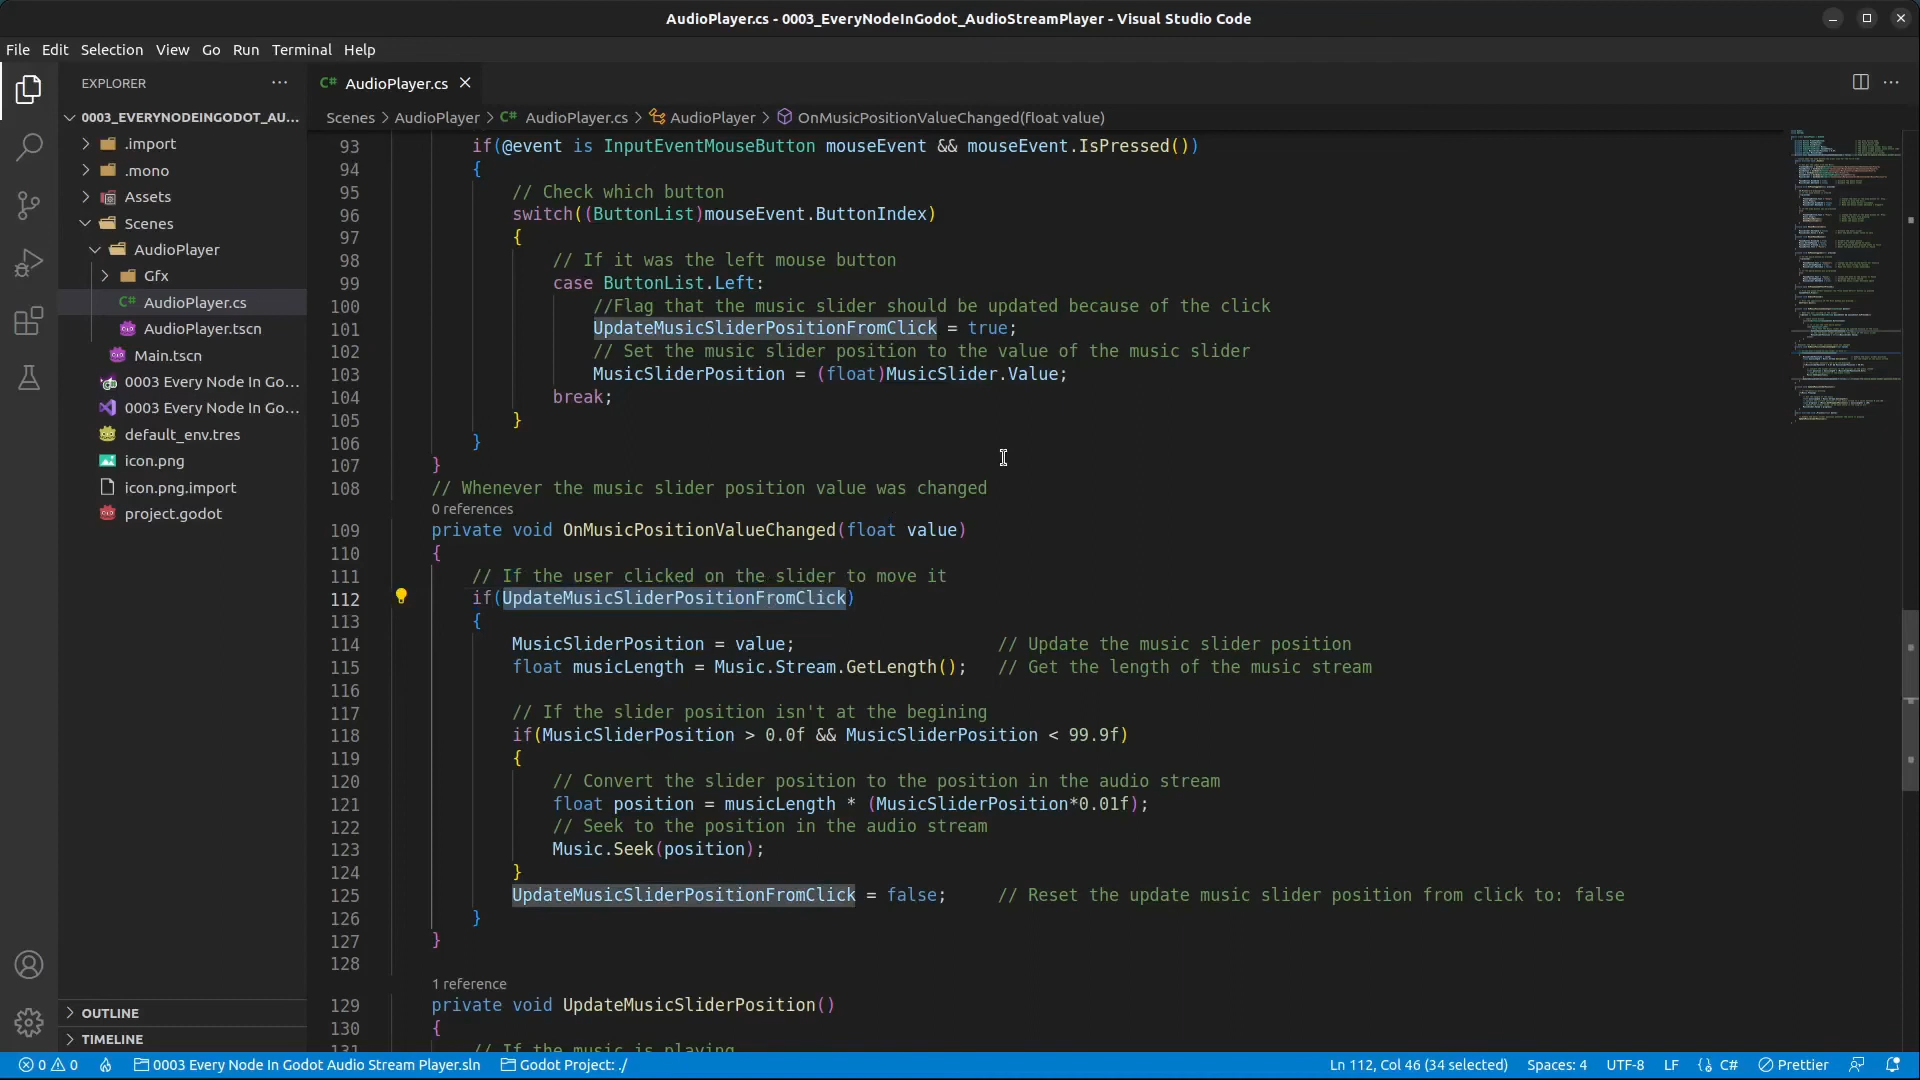 AudioPlayer.cs - 0003_EveryNodeInGodot_AudioStreamPlayer - Visual Studio Code
File Edit Selection View Go Run Terminal Help
EXPLORER
0003_EVERYNODEINGODOT_AU...
.import
.mono
Assets
Scenes
AudioPlayer
Gfx
C# AudioPlayer.cs
AudioPlayer.tscn
Main.tscn
0003 Every Node In Go...
0003 Every Node In Go...
default_env.tres
icon.png
icon.png.import
project.godot
OUTLINE
TIMELINE
C# AudioPlayer.cs
Scenes > AudioPlayer > C# AudioPlayer.cs > AudioPlayer > OnMusicPositionValueChanged(float value)
93 if(@event is InputEventMouseButton mouseEvent && mouseEvent.IsPressed())
94 {
95 // Check which button
96 switch((ButtonList)mouseEvent.ButtonIndex)
97 {
98 // If it was the left mouse button
99 case ButtonList.Left:
100 //Flag that the music slider should be updated because of the click
101 UpdateMusicSliderPositionFromClick = true;
102 // Set the music slider position to the value of the music slider
103 MusicSliderPosition = (float)MusicSlider.Value;
104 break;
105 }
106 }
107 }
108 // Whenever the music slider position value was changed
0 references
109 private void OnMusicPositionValueChanged(float value)
110 {
111 // If the user clicked on the slider to move it
112 if(UpdateMusicSliderPositionFromClick)
113 {
114 MusicSliderPosition = value; // Update the music slider position
115 float musicLength = Music.Stream.GetLength(); // Get the length of the music stream
116
117 // If the slider position isn't at the begining
118 if(MusicSliderPosition > 0.0f && MusicSliderPosition < 99.9f)
119 {
120 // Convert the slider position to the position in the audio stream
121 float position = musicLength * (MusicSliderPosition*0.01f);
122 // Seek to the position in the audio stream
123 Music.Seek(position);
124 }
125 UpdateMusicSliderPositionFromClick = false; // Reset the update music slider position from click to: false
126 }
127 }
128
1 reference
129 private void UpdateMusicSliderPosition()
130 {
131 // If the music is playing
0 0 0003 Every Node In Godot Audio Stream Player.sln Godot Project: ./ Ln 112, Col 46 (34 selected) Spaces: 4 UTF-8 LF {} C# Prettier